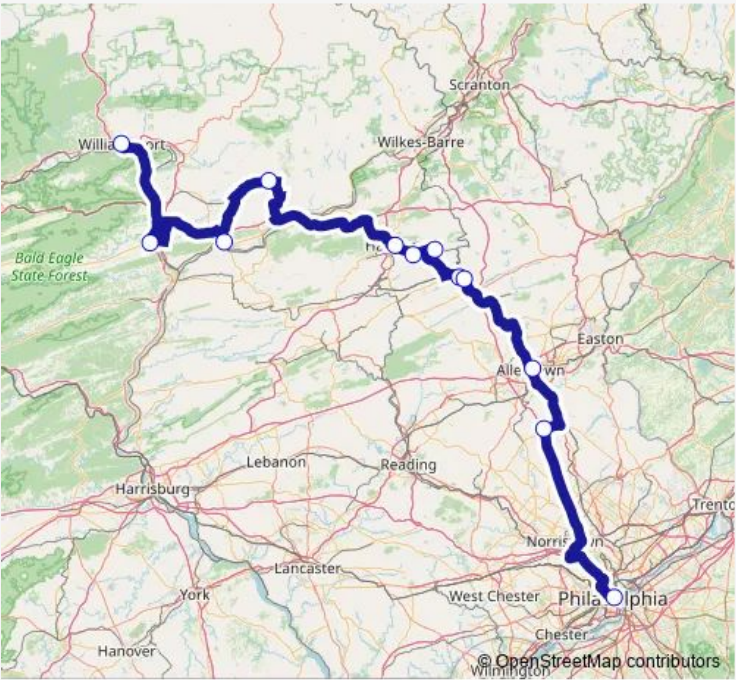 Scranton
Wilkes-Barre
Bald Eagle
State Forest
Easton
Lebanon
Reading
Harrisburg
Lancaster
West Chester
York
Chester
Hanover
Wilmington
© OpenStreetMap contributors